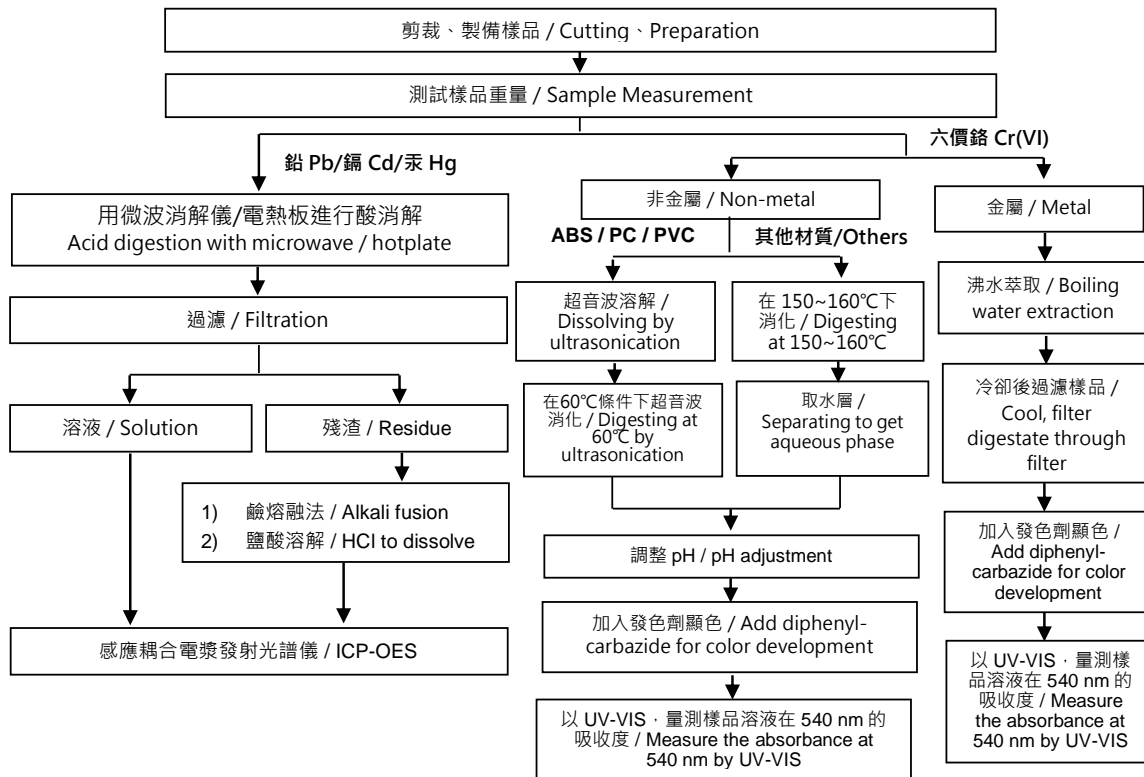 剪裁、製備樣品 / Cutting、Preparation
測試樣品重量 / Sample Measurement
鉛 Pb/鎘 Cd/汞 Hg
六價鉻 Cr(VI)
用微波消解儀/電熱板進行酸消解
Acid digestion with microwave / hotplate
過濾 / Filtration
溶液 / Solution
殘渣 / Residue
1) 鹼熔融法 / Alkali fusion
2) 鹽酸溶解 / HCl to dissolve
感應耦合電漿發射光譜儀 / ICP-OES
非金屬 / Non-metal
ABS / PC / PVC
其他材質/Others
超音波溶解 /
Dissolving by
ultrasonication
在60℃條件下超音波
消化 / Digesting at
60℃ by
ultrasonication
在 150~160℃下
消化 / Digesting
at 150~160℃
取水層 /
Separating to get
aqueous phase
調整 pH / pH adjustment
加入發色劑顯色 / Add diphenyl-
carbazide for color development
以 UV-VIS﹒量測樣品溶液在 540 nm 的
吸收度 / Measure the absorbance at
540 nm by UV-VIS
金屬 / Metal
沸水萃取 / Boiling
water extraction
冷卻後過濾樣品 /
Cool, filter
digestate through
filter
加入發色劑顯色 /
Add diphenyl-
carbazide for color
development
以 UV-VIS﹒量測樣
品溶液在 540 nm 的
吸收度 / Measure
the absorbance at
540 nm by UV-VIS